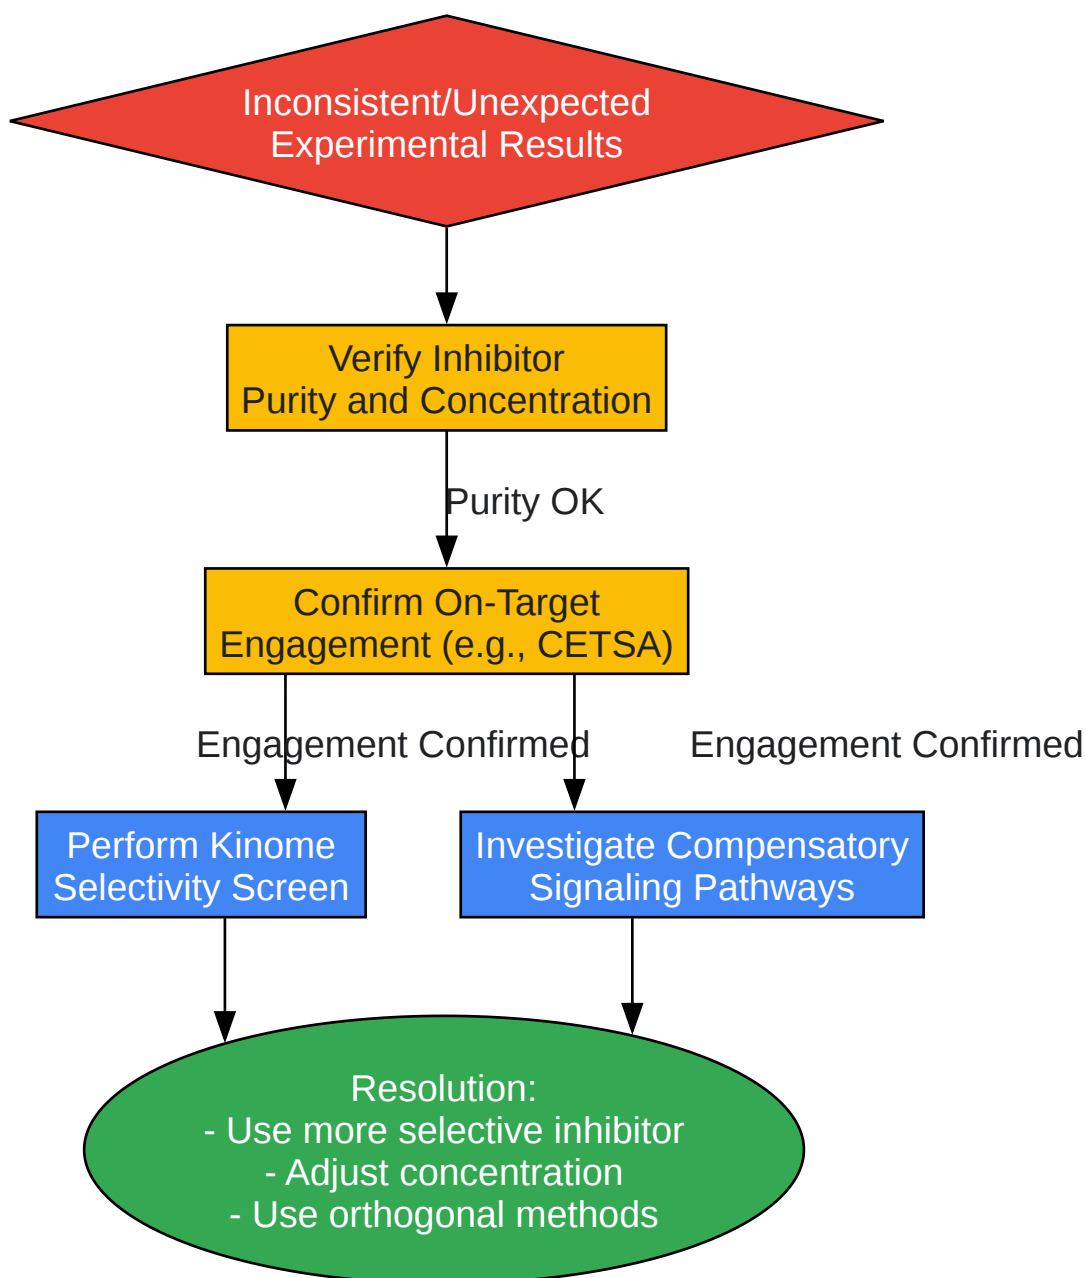 Inconsistent/Unexpected
Experimental Results
Verify Inhibitor
Purity and Concentration
Purity OK
Confirm On-Target
Engagement (e.g., CETSA)
Engagement Confirmed
Engagement Confirmed
Perform Kinome
Selectivity Screen
Investigate Compensatory
Signaling Pathways
Resolution:
- Use more selective inhibitor
- Adjust concentration
- Use orthogonal methods